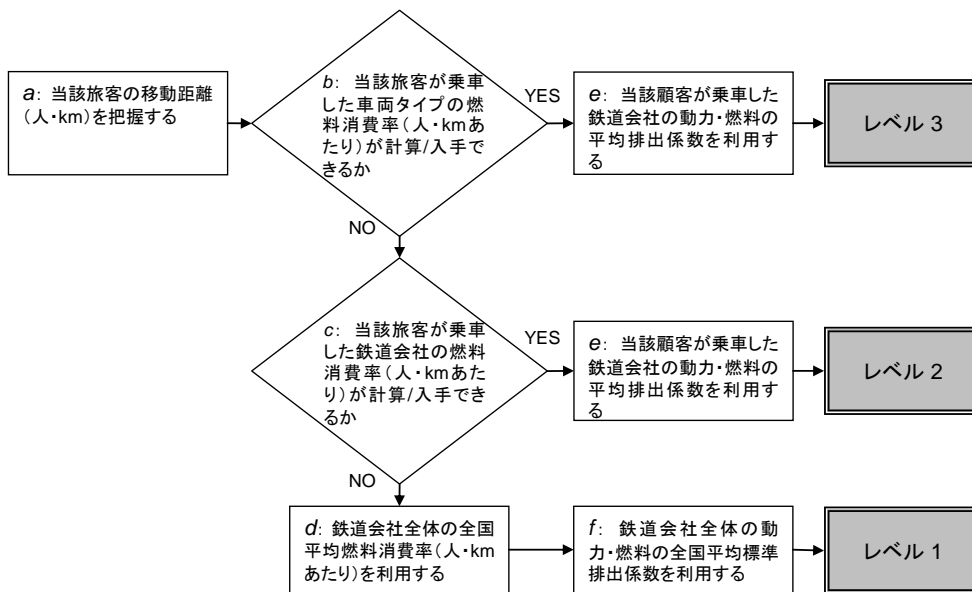 a: 当該旅客の移動距離
(人・km)を把握する
b: 当該旅客が乗車
した車両タイプの燃
料消費率(人・kmあ
たり)が計算/入手で
きるか
YES
e: 当該顧客が乗車した
鉄道会社の動力・燃料の
平均排出係数を利用す
る
レベル 3
NO
c: 当該旅客が乗車
した鉄道会社の燃料
消費率(人・kmあた
り)が計算/入手でき
るか
YES
e: 当該顧客が乗車した
鉄道会社の動力・燃料の
平均排出係数を利用す
る
レベル 2
NO
d: 鉄道会社全体の全国
平均燃料消費率(人・km
あたり)を利用する
f: 鉄道会社全体の動
力・燃料の全国平均標準
排出係数を利用する
レベル 1